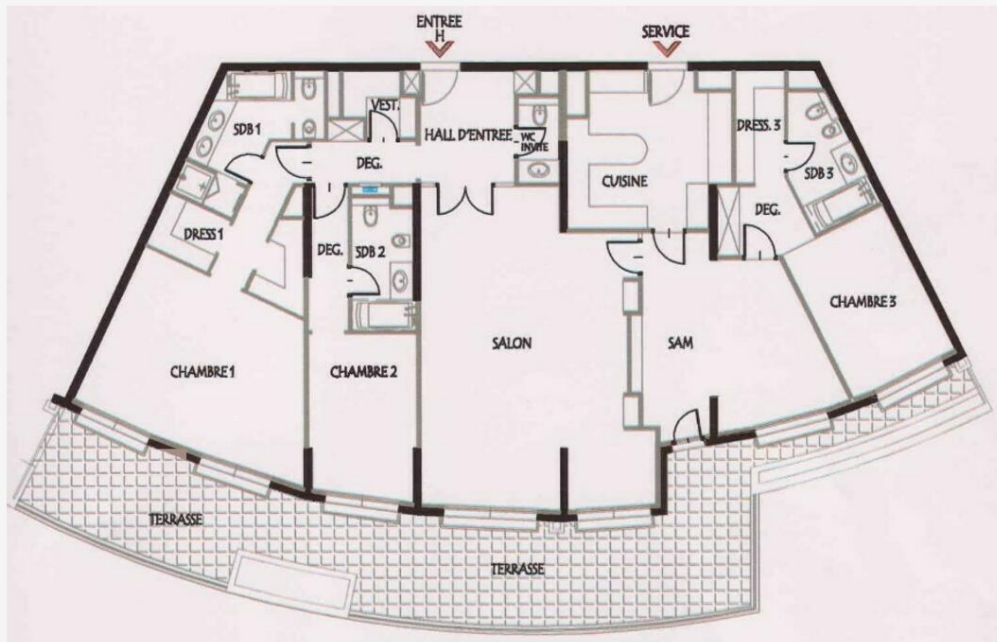 ENTREE
H
SERVICE
SDB 1
VEST.
HALL D'ENTREE
WC
INVITE
DEG.
CUISINE
DRESS. 3
SDB 3
DEG.
DRESS 1
DEG.
SDB 2
CHAMBRE 1
CHAMBRE 2
SALON
SAM
CHAMBRE 3
TERRASSE
TERRASSE